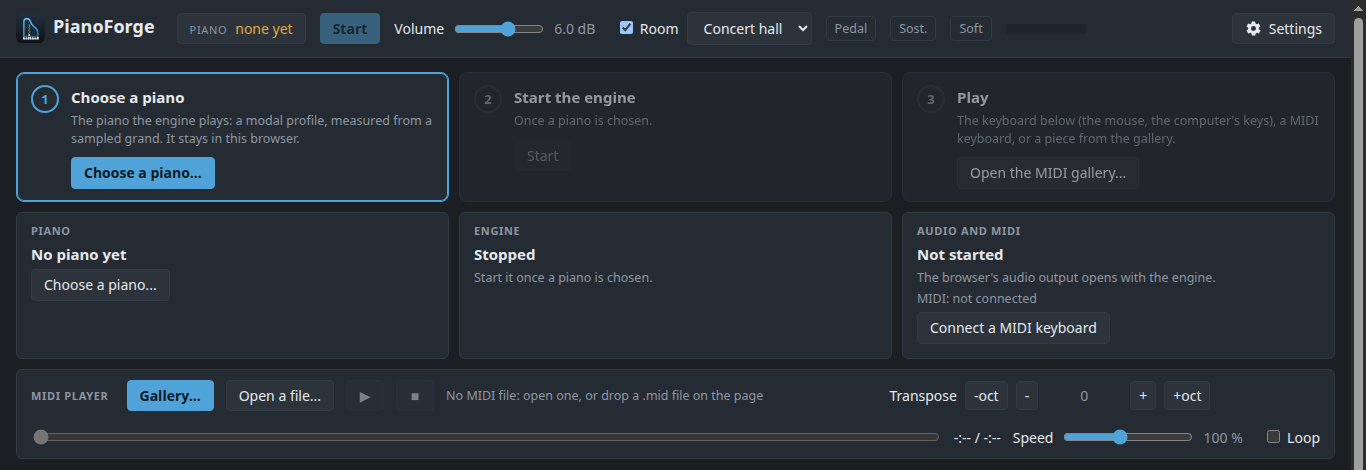 PianoForge
PIANO none yet
Start
Volume
6.0 dB
Room
Concert hall
Pedal
Sost.
Soft
Settings
1
Choose a piano
The piano the engine plays: a modal profile, measured from a
sampled grand. It stays in this browser.
Choose a piano...
2
Start the engine
Once a piano is chosen.
Start
3
Play
The keyboard below (the mouse, the computer's keys), a MIDI
keyboard, or a piece from the gallery.
Open the MIDI gallery...
PIANO
No piano yet
Choose a piano...
ENGINE
Stopped
Start it once a piano is chosen.
AUDIO AND MIDI
Not started
The browser's audio output opens with the engine.
MIDI: not connected
Connect a MIDI keyboard
MIDI PLAYER
Gallery...
Open a file...
No MIDI file: open one, or drop a .mid file on the page
Transpose
-oct
-
0
+
+oct
-:-- / -:--
Speed
100 %
Loop